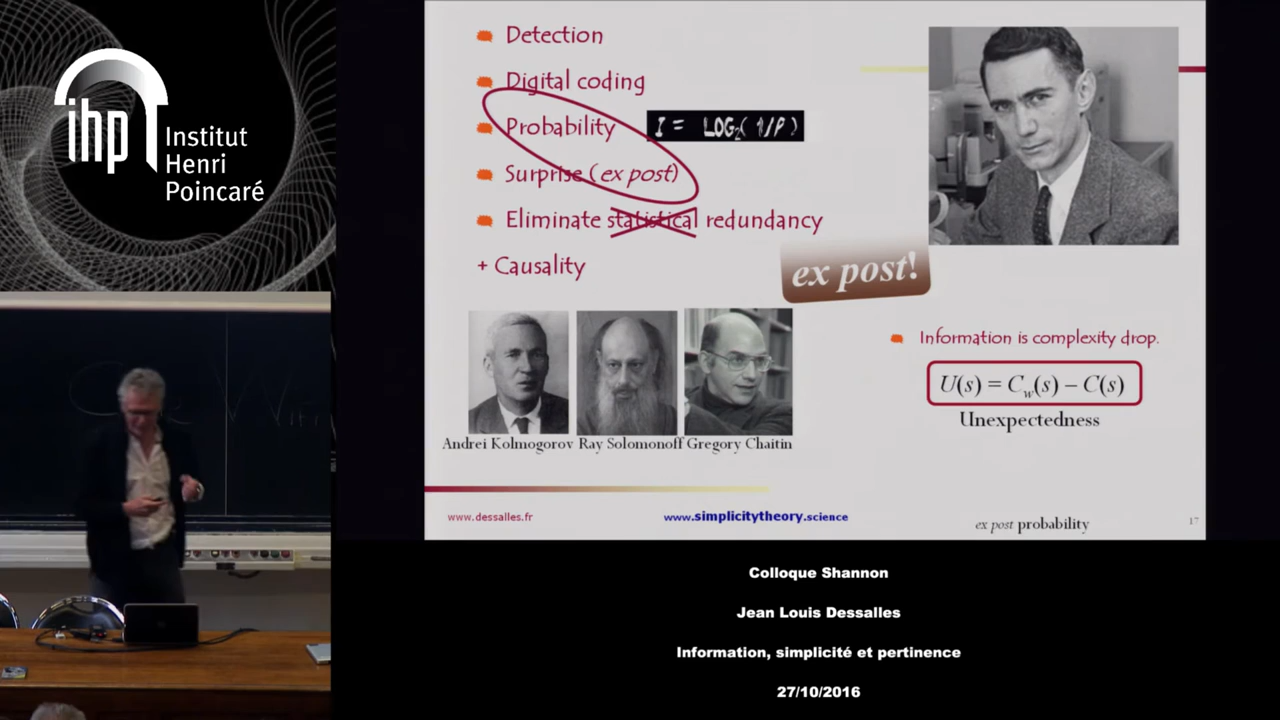 ihp
Institut
Henri
Poincaré
Detection
Digital coding
Probability
I = LOG₂( 1/P )
Surprise (ex post)
Eliminate statistical redundancy
+ Causality
ex post!
Information is complexity drop.
U(s) = C_w(s) – C(s)
Unexpectedness
Andrei Kolmogorov Ray Solomonoff Gregory Chaitin
www.dessalles.fr
www.simplicitytheory.science
ex post probability
17
Colloque Shannon
Jean Louis Dessalles
Information, simplicité et pertinence
27/10/2016